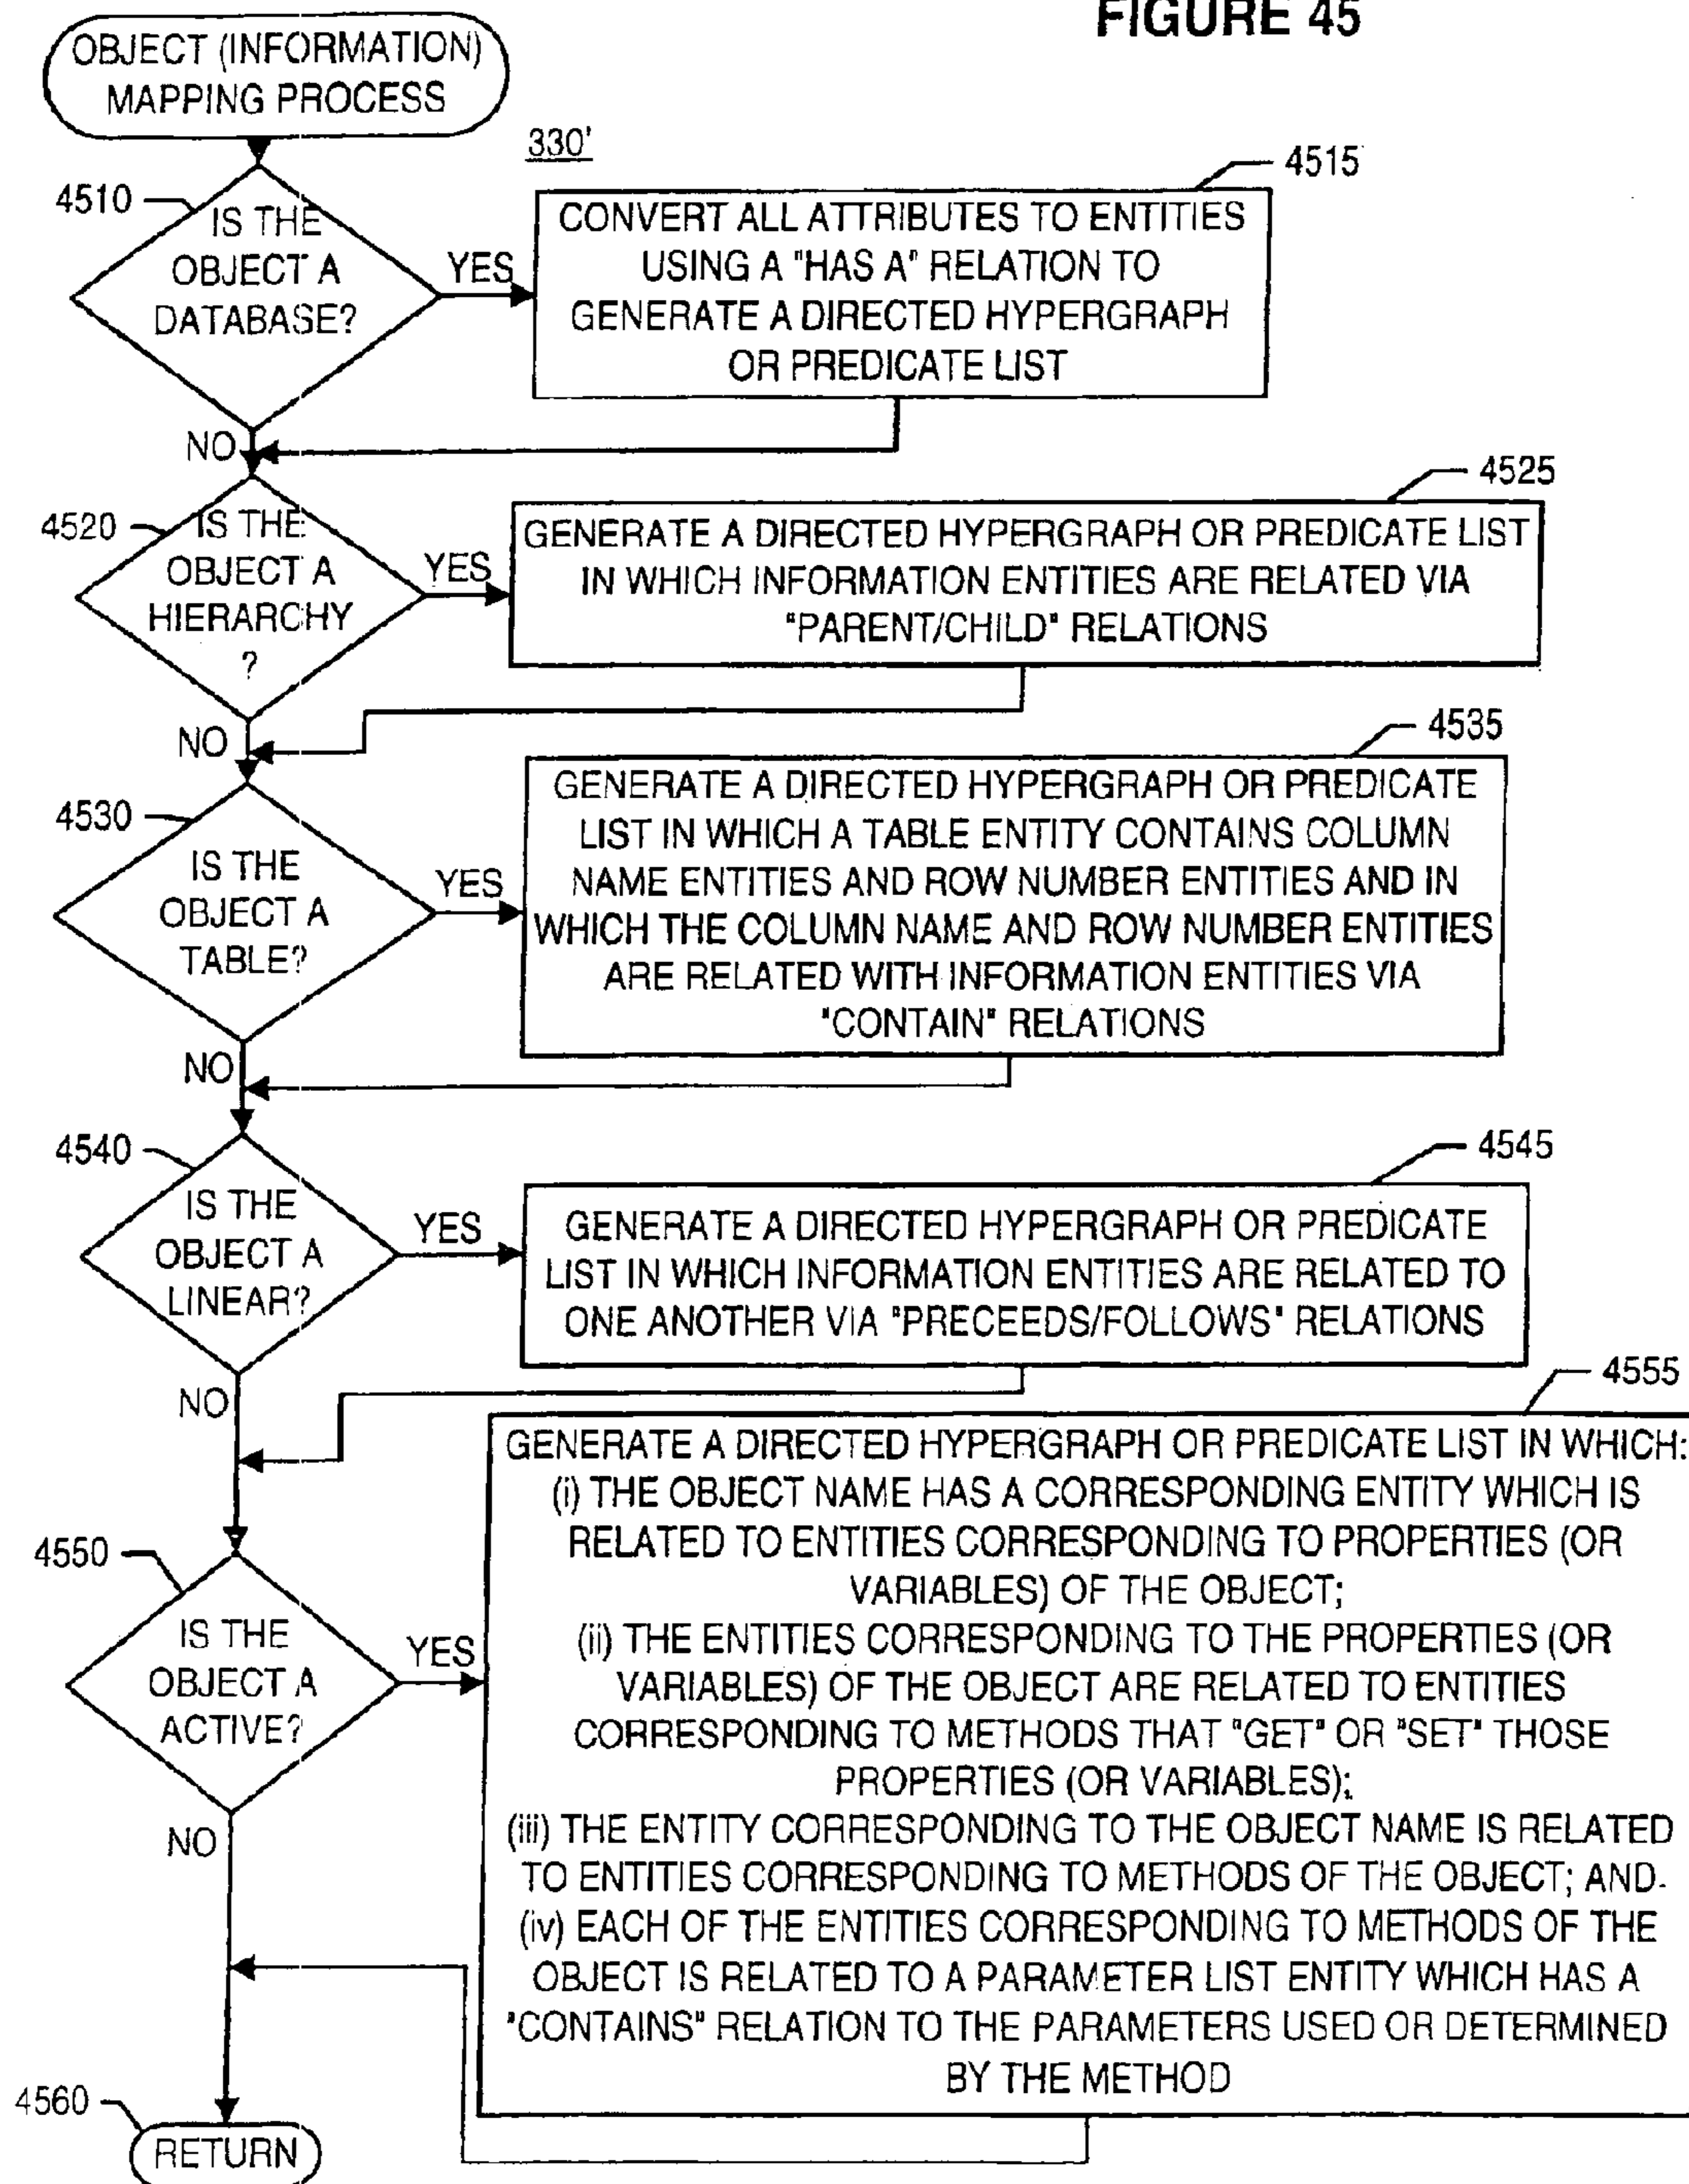 FIGURE 45
OBJECT (INFORMATION)
MAPPING PROCESS
330'
4510
IS THE
OBJECT A
DATABASE?
YES
NO
4515
CONVERT ALL ATTRIBUTES TO ENTITIES
USING A "HAS A" RELATION TO
GENERATE A DIRECTED HYPERGRAPH
OR PREDICATE LIST
4520
IS THE
OBJECT A
HIERARCHY
?
YES
NO
4525
GENERATE A DIRECTED HYPERGRAPH OR PREDICATE LIST
IN WHICH INFORMATION ENTITIES ARE RELATED VIA
"PARENT/CHILD" RELATIONS
4530
IS THE
OBJECT A
TABLE?
YES
NO
4535
GENERATE A DIRECTED HYPERGRAPH OR PREDICATE
LIST IN WHICH A TABLE ENTITY CONTAINS COLUMN
NAME ENTITIES AND ROW NUMBER ENTITIES AND IN
WHICH THE COLUMN NAME AND ROW NUMBER ENTITIES
ARE RELATED WITH INFORMATION ENTITIES VIA
"CONTAIN" RELATIONS
4540
IS THE
OBJECT A
LINEAR?
YES
NO
4545
GENERATE A DIRECTED HYPERGRAPH OR PREDICATE
LIST IN WHICH INFORMATION ENTITIES ARE RELATED TO
ONE ANOTHER VIA "PRECEEDS/FOLLOWS" RELATIONS
4550
IS THE
OBJECT A
ACTIVE?
YES
NO
4555
GENERATE A DIRECTED HYPERGRAPH OR PREDICATE LIST IN WHICH:
(i) THE OBJECT NAME HAS A CORRESPONDING ENTITY WHICH IS
RELATED TO ENTITIES CORRESPONDING TO PROPERTIES (OR
VARIABLES) OF THE OBJECT;
(ii) THE ENTITIES CORRESPONDING TO THE PROPERTIES (OR
VARIABLES) OF THE OBJECT ARE RELATED TO ENTITIES
CORRESPONDING TO METHODS THAT "GET" OR "SET" THOSE
PROPERTIES (OR VARIABLES);
(iii) THE ENTITY CORRESPONDING TO THE OBJECT NAME IS RELATED
TO ENTITIES CORRESPONDING TO METHODS OF THE OBJECT; AND
(iv) EACH OF THE ENTITIES CORRESPONDING TO METHODS OF THE
OBJECT IS RELATED TO A PARAMETER LIST ENTITY WHICH HAS A
"CONTAINS" RELATION TO THE PARAMETERS USED OR DETERMINED
BY THE METHOD
4560
RETURN